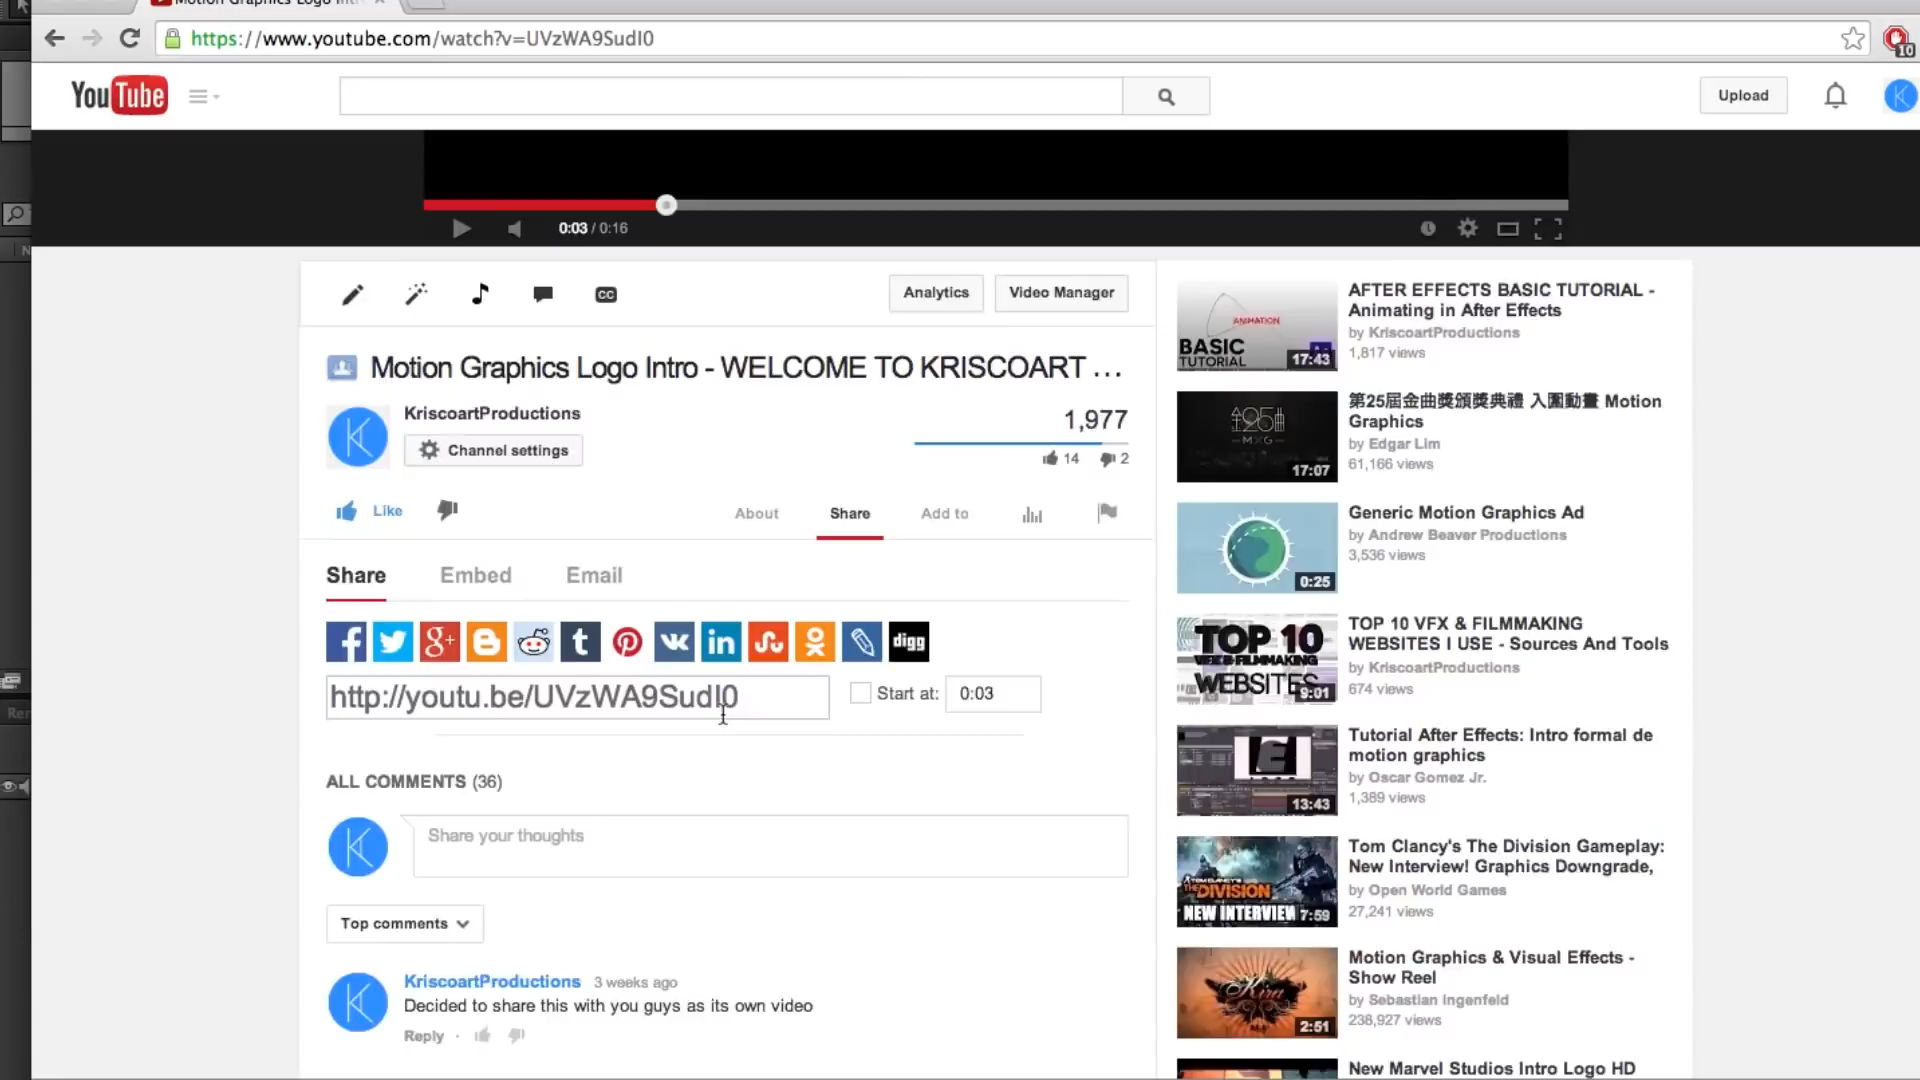 https://www.youtube.com/watch?v=UVzWA9SudI0
10
YouTube
Upload
0:03 / 0:16
CC
Analytics
Video Manager
Motion Graphics Logo Intro - WELCOME TO KRISCOART ...
KriscoartProductions
Channel settings
1,977
14
2
Like
About
Share
Add to
Share
Embed
Email
digg
http://youtu.be/UVzWA9SudI0
Start at:
0:03
ALL COMMENTS (36)
Share your thoughts
Top comments
KriscoartProductions 3 weeks ago
Decided to share this with you guys as its own video
Reply
ANIMATION
BASIC
TUTORIAL
17:43
AFTER EFFECTS BASIC TUTORIAL -
Animating in After Effects
by KriscoartProductions
1,817 views
17:07
第25屆金曲獎頒獎典禮 入圍動畫 Motion
Graphics
by Edgar Lim
61,166 views
0:25
Generic Motion Graphics Ad
by Andrew Beaver Productions
3,536 views
TOP 10
VFX & FILMMAKING
WEBSITES
9:01
TOP 10 VFX & FILMMAKING
WEBSITES I USE - Sources And Tools
by KriscoartProductions
674 views
13:43
Tutorial After Effects: Intro formal de
motion graphics
by Oscar Gomez Jr.
1,389 views
THE DIVISION
NEW INTERVIEW
7:59
Tom Clancy's The Division Gameplay:
New Interview! Graphics Downgrade,
by Open World Games
27,241 views
2:51
Motion Graphics & Visual Effects -
Show Reel
by Sebastian Ingenfeld
238,927 views
New Marvel Studios Intro Logo HD